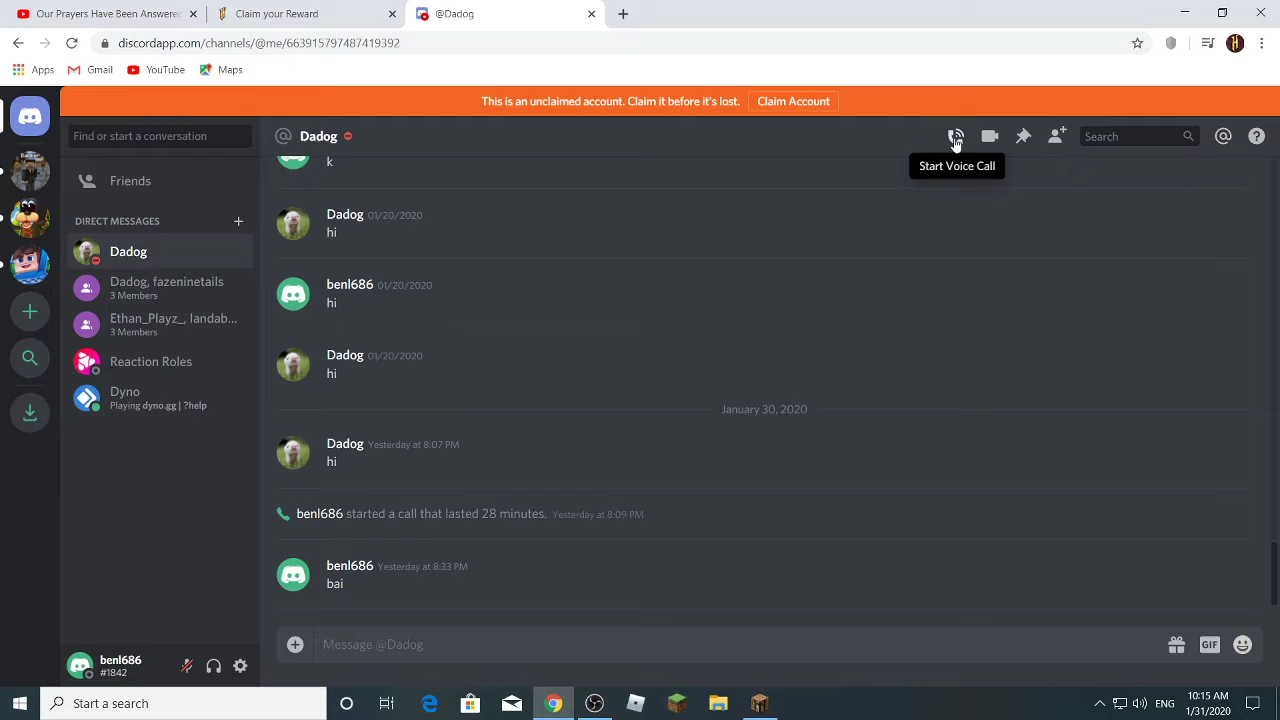 Our Players Have Been Answered
Claim your Reward
@Dadog
discordapp.com/channels/@me/663915797487419392
Apps
Gmail
YouTube
Maps
This is an unclaimed account. Claim it before it's lost.
Claim Account
Find or start a conversation
Dadog
Search
Start Voice Call
Friends
DIRECT MESSAGES
Dadog
Dadog, fazeninetails
3 Members
Ethan_Playz_, landab...
3 Members
Reaction Roles
Dyno
Playing dyno.gg | ?help
k
Dadog 01/20/2020
hi
benl686 01/20/2020
hi
Dadog 01/20/2020
hi
January 30, 2020
Dadog Yesterday at 8:07 PM
hi
benl686 started a call that lasted 28 minutes. Yesterday at 8:09 PM
benl686 Yesterday at 8:33 PM
bai
Message @Dadog
GIF
benl686
#1842
Start a search
ENG
10:15 AM
1/31/2020